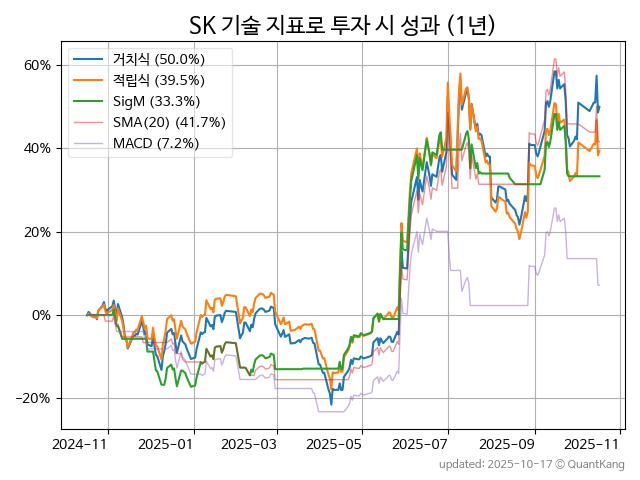 SK 기술 지표로 투자 시 성과 (1년)
거치식 (50.0%)
적립식 (39.5%)
SigM (33.3%)
SMA(20) (41.7%)
MACD (7.2%)
60%
40%
20%
0%
−20%
2024−11 2025−01 2025−03 2025−05 2025−07 2025−09 2025−11
updated: 2025-10-17 © QuantKang